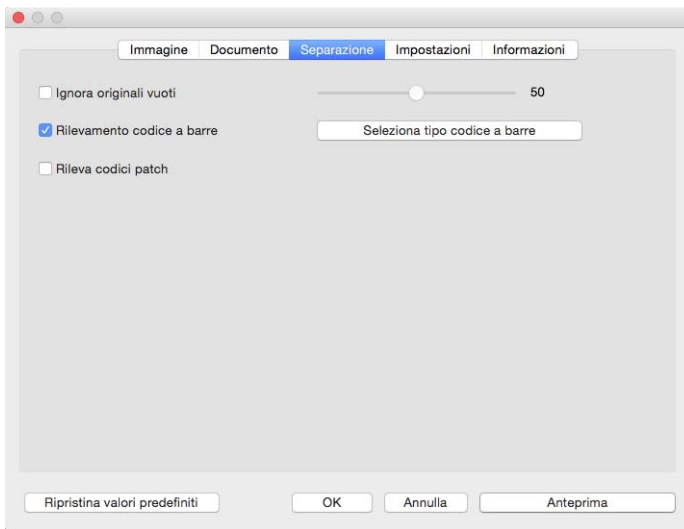 Immagine Documento Separazione Impostazioni Informazioni
Ignora originali vuoti 50
Rilevamento codice a barre Seleziona tipo codice a barre
Rileva codici patch
Ripristina valori predefiniti OK Annulla Anteprima